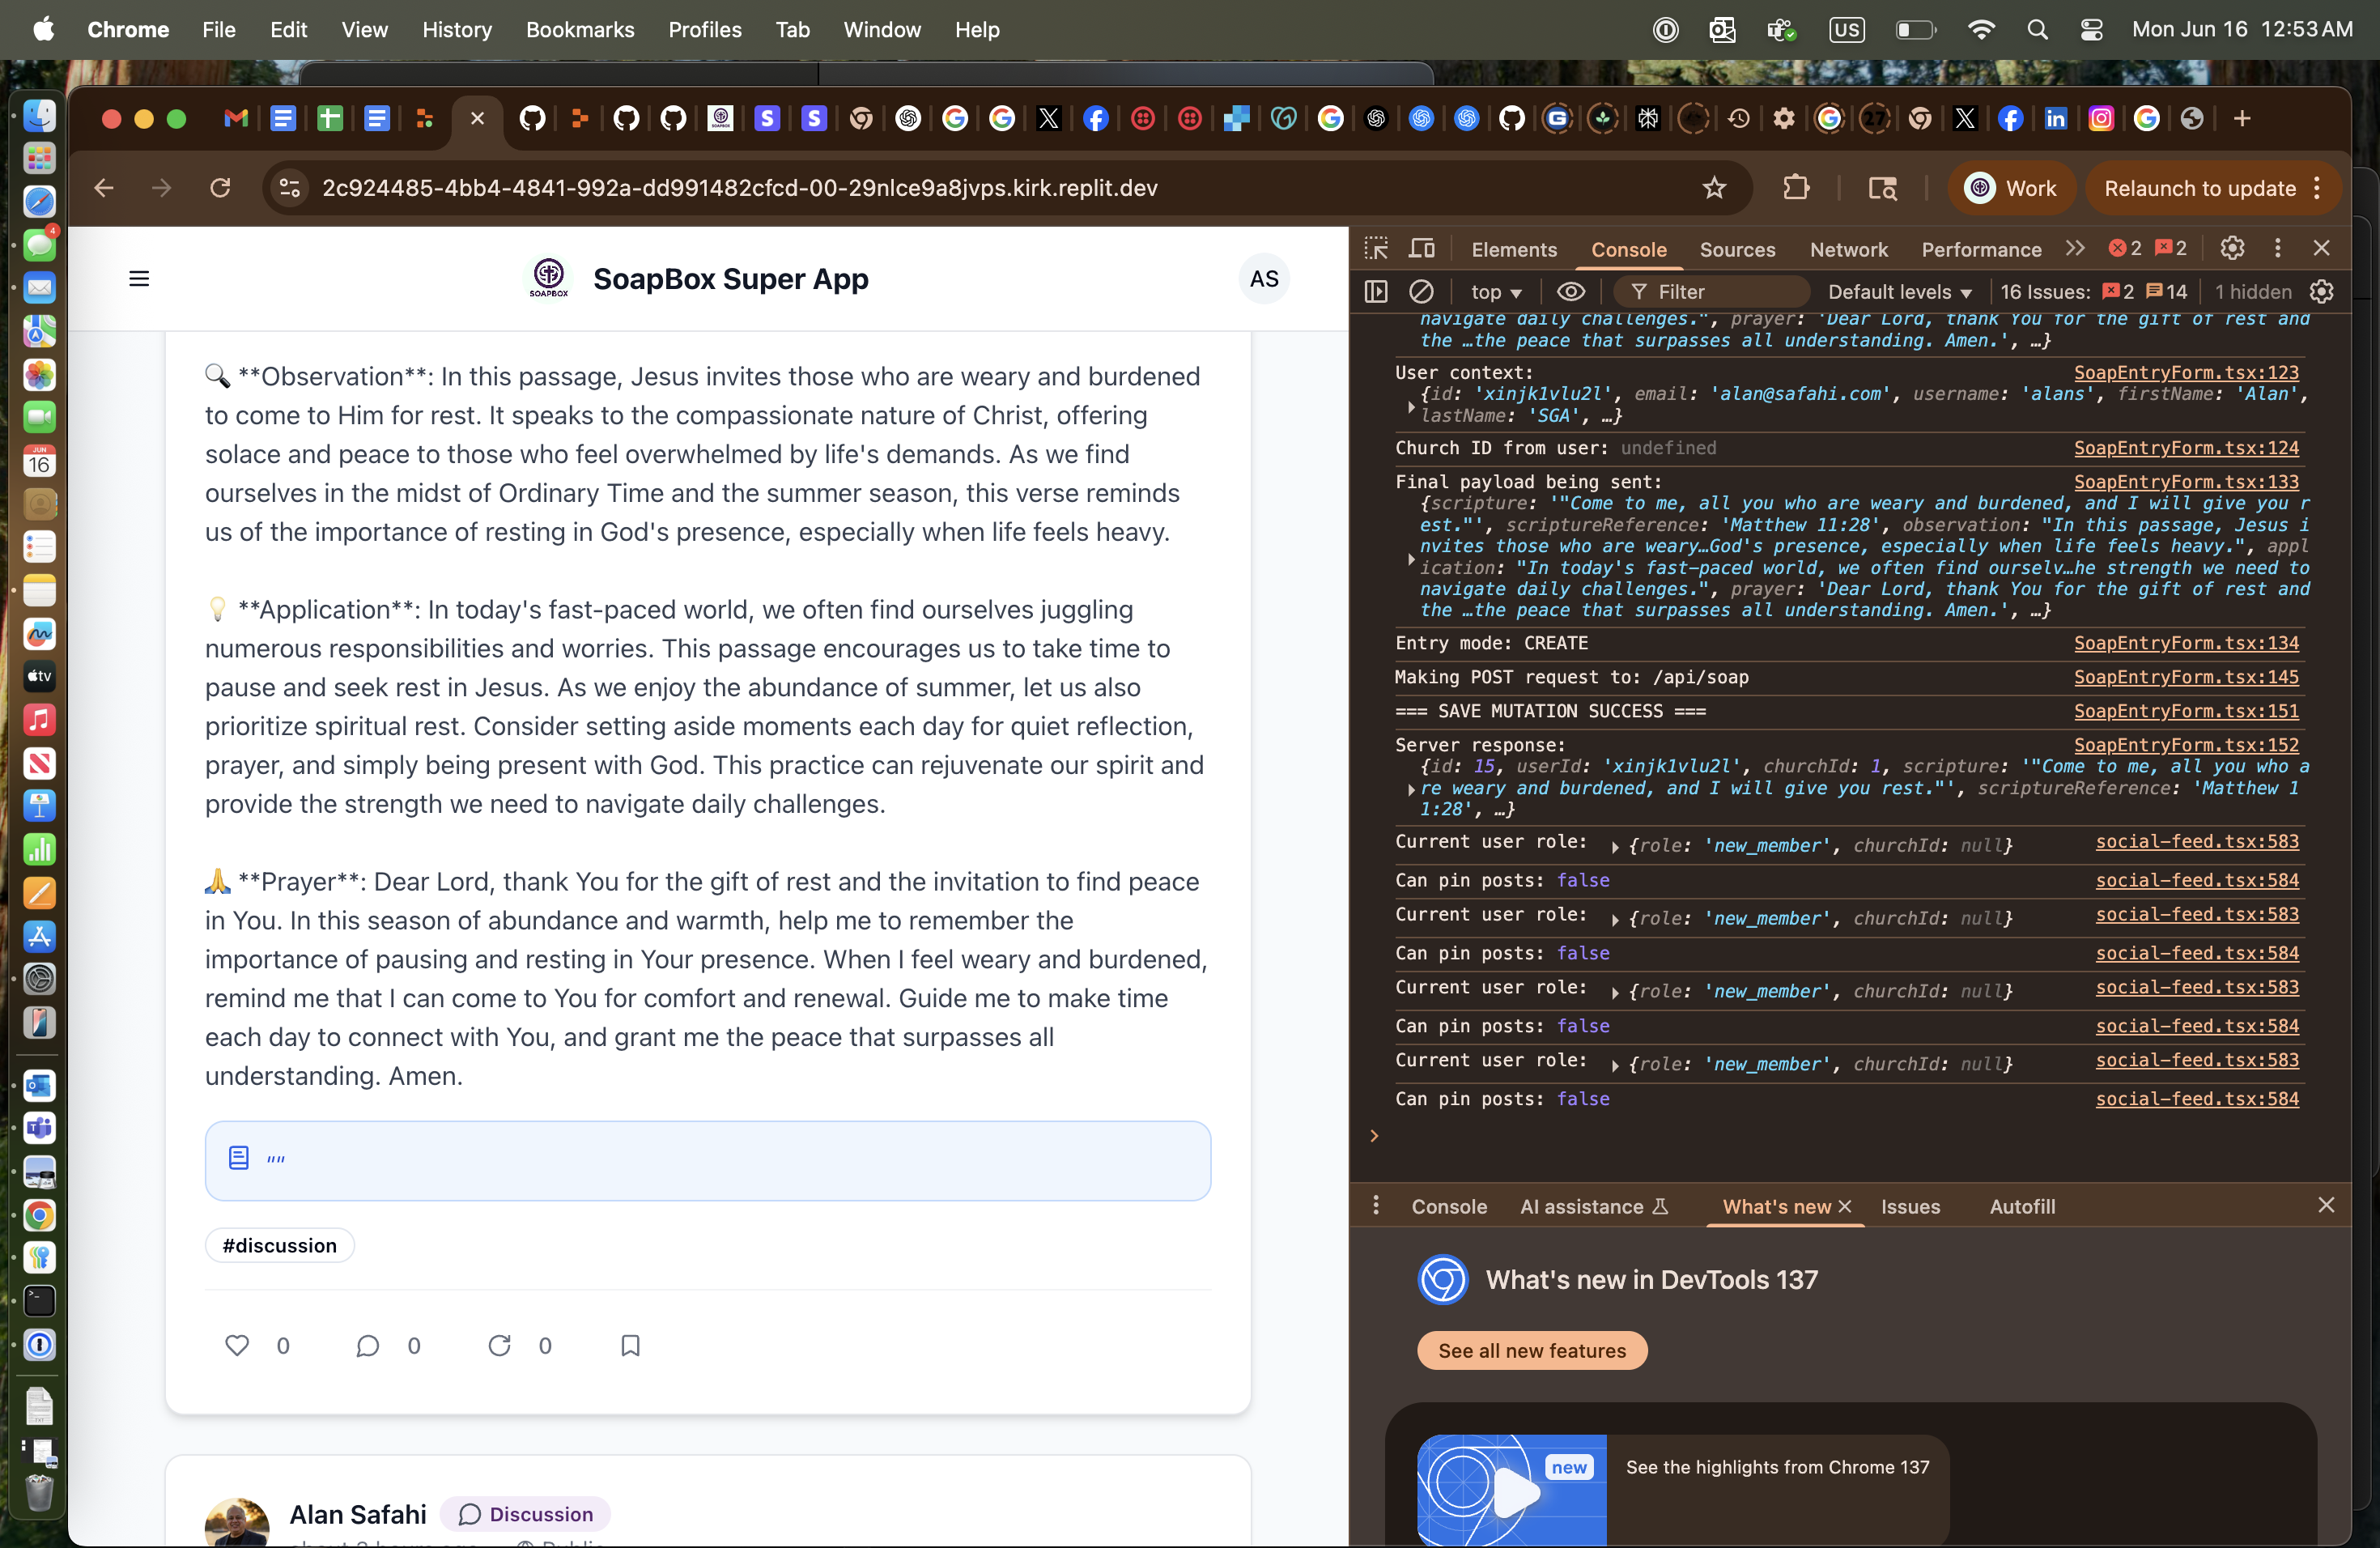 Chrome File Edit View History Bookmarks Profiles Tab Window Help US Mon Jun 16 12:53 AM
2c924485-4bb4-4841-992a-dd991482cfcd-00-29nlce9a8jvps.kirk.replit.dev Work Relaunch to update
SOAPBOX SoapBox Super App AS
🔍 **Observation**: In this passage, Jesus invites those who are weary and burdened
to come to Him for rest. It speaks to the compassionate nature of Christ, offering
solace and peace to those who feel overwhelmed by life's demands. As we find
ourselves in the midst of Ordinary Time and the summer season, this verse reminds
us of the importance of resting in God's presence, especially when life feels heavy.
💡 **Application**: In today's fast-paced world, we often find ourselves juggling
numerous responsibilities and worries. This passage encourages us to take time to
pause and seek rest in Jesus. As we enjoy the abundance of summer, let us also
prioritize spiritual rest. Consider setting aside moments each day for quiet reflection,
prayer, and simply being present with God. This practice can rejuvenate our spirit and
provide the strength we need to navigate daily challenges.
🙏 **Prayer**: Dear Lord, thank You for the gift of rest and the invitation to find peace
in You. In this season of abundance and warmth, help me to remember the
importance of pausing and resting in Your presence. When I feel weary and burdened,
remind me that I can come to You for comfort and renewal. Guide me to make time
each day to connect with You, and grant me the peace that surpasses all
understanding. Amen.
""
#discussion
0 0 0
Alan Safahi Discussion
Elements Console Sources Network Performance 2 2
top Filter Default levels 16 Issues: 2 14 1 hidden
navigate daily challenges.", prayer: 'Dear Lord, thank You for the gift of rest and
the …the peace that surpasses all understanding. Amen.', …}
User context: SoapEntryForm.tsx:123
{id: 'xinjk1vlu2l', email: 'alan@safahi.com', username: 'alans', firstName: 'Alan',
lastName: 'SGA', …}
Church ID from user: undefined SoapEntryForm.tsx:124
Final payload being sent: SoapEntryForm.tsx:133
{scripture: '"Come to me, all you who are weary and burdened, and I will give you r
est."', scriptureReference: 'Matthew 11:28', observation: "In this passage, Jesus i
nvites those who are weary…God's presence, especially when life feels heavy.", appl
ication: "In today's fast-paced world, we often find ourselv…he strength we need to
navigate daily challenges.", prayer: 'Dear Lord, thank You for the gift of rest and
the …the peace that surpasses all understanding. Amen.', …}
Entry mode: CREATE SoapEntryForm.tsx:134
Making POST request to: /api/soap SoapEntryForm.tsx:145
=== SAVE MUTATION SUCCESS === SoapEntryForm.tsx:151
Server response: SoapEntryForm.tsx:152
{id: 15, userId: 'xinjk1vlu2l', churchId: 1, scripture: '"Come to me, all you who a
re weary and burdened, and I will give you rest."', scriptureReference: 'Matthew 1
1:28', …}
Current user role: {role: 'new_member', churchId: null} social-feed.tsx:583
Can pin posts: false social-feed.tsx:584
Current user role: {role: 'new_member', churchId: null} social-feed.tsx:583
Can pin posts: false social-feed.tsx:584
Current user role: {role: 'new_member', churchId: null} social-feed.tsx:583
Can pin posts: false social-feed.tsx:584
Current user role: {role: 'new_member', churchId: null} social-feed.tsx:583
Can pin posts: false social-feed.tsx:584
Console AI assistance What's new Issues Autofill
What's new in DevTools 137
See all new features
new See the highlights from Chrome 137
4
JUN
16
tv